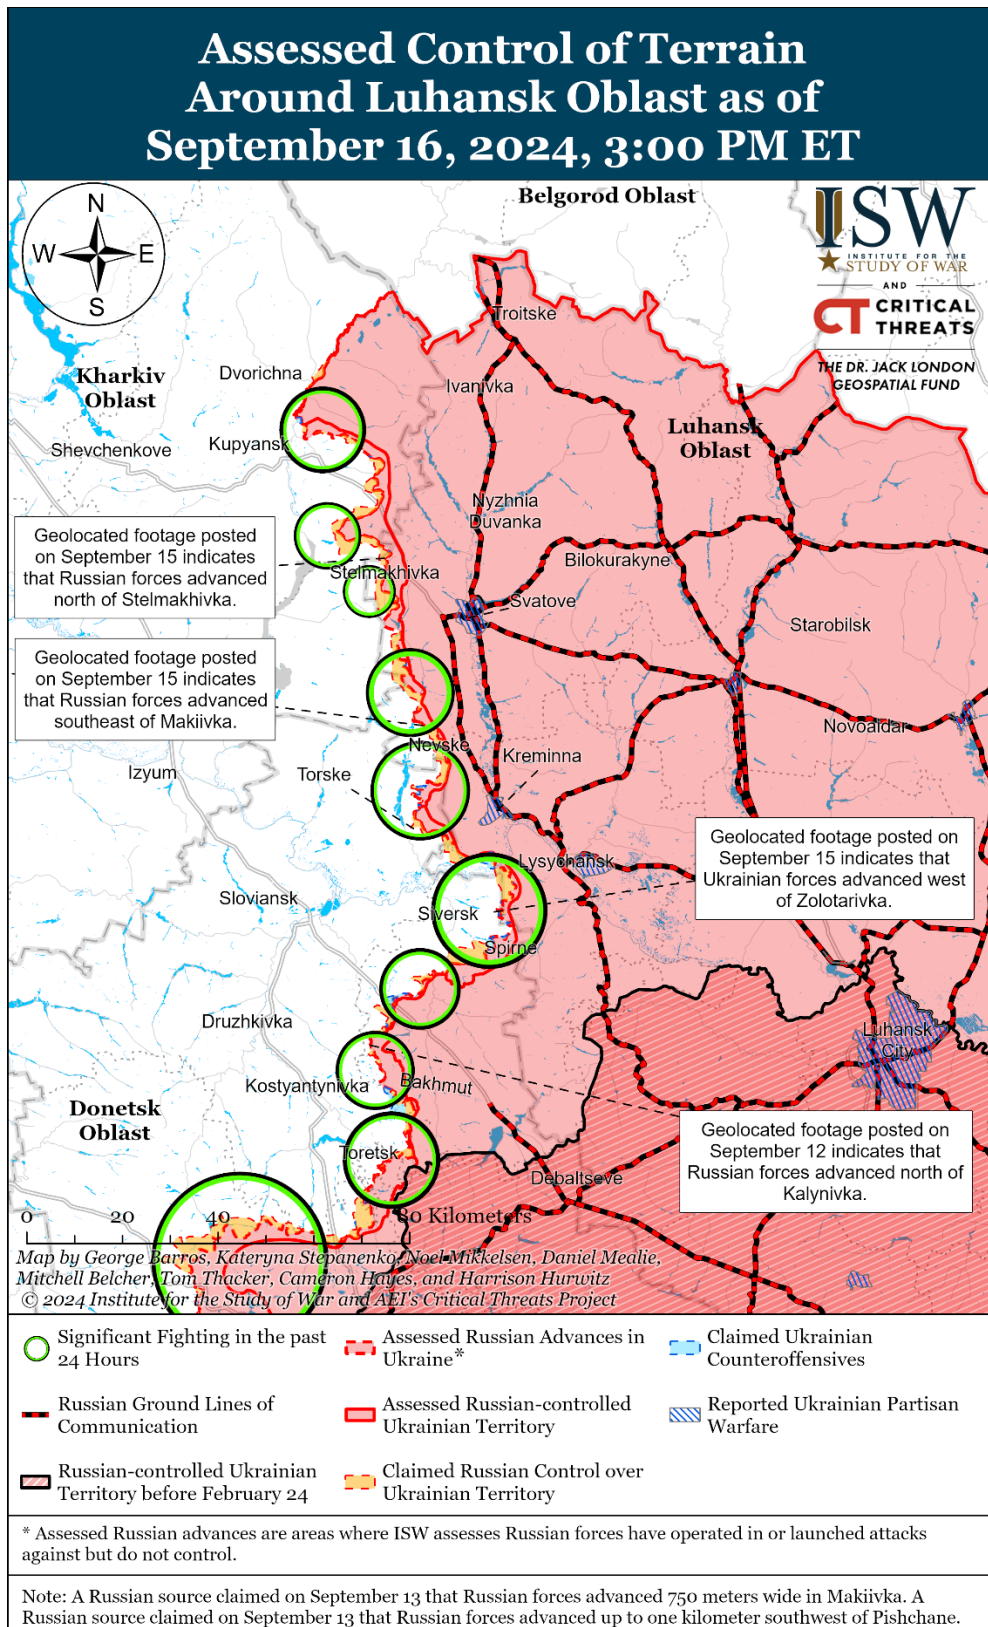 Assessed Control of Terrain
Around Luhansk Oblast as of
September 16, 2024, 3:00 PM ET
Belgorod Oblast
N
W
E
S
ISW
INSTITUTE FOR THE
STUDY OF WAR
AND
CT CRITICAL
THREATS
THE DR. JACK LONDON
GEOSPATIAL FUND
Troitske
Dvorichna
Kharkiv
Oblast
Ivanivka
Luhansk
Oblast
Kupyansk
Shevchenkove
Nyzhnia
Duvanka
Geolocated footage posted
on September 15 indicates
that Russian forces advanced
north of Stelmakhivka.
Stelmakhivka
Bilokurakyne
Svatove
Starobilsk
Geolocated footage posted
on September 15 indicates
that Russian forces advanced
southeast of Makiivka.
Novoaidar
Nevske
Kreminna
Izyum
Torske
Geolocated footage posted on
September 15 indicates that
Ukrainian forces advanced west
of Zolotarivka.
Lysychansk
Sloviansk
Siversk
Spirne
Druzhkivka
Luhansk
City
Kostyantynivka
Bakhmut
Donetsk
Oblast
Geolocated footage posted on
September 12 indicates that
Russian forces advanced north of
Kalynivka.
Toretsk
Debaltseve
0 20 40 80 Kilometers
Map by George Barros, Kateryna Stepanenko, Noel Mikkelsen, Daniel Mealie,
Mitchell Belcher, Tom Thacker, Cameron Hayes, and Harrison Hurwitz
© 2024 Institute for the Study of War and AEI's Critical Threats Project
Significant Fighting in the past
24 Hours
Assessed Russian Advances in
Ukraine*
Claimed Ukrainian
Counteroffensives
Russian Ground Lines of
Communication
Assessed Russian-controlled
Ukrainian Territory
Reported Ukrainian Partisan
Warfare
Russian-controlled Ukrainian
Territory before February 24
Claimed Russian Control over
Ukrainian Territory
* Assessed Russian advances are areas where ISW assesses Russian forces have operated in or launched attacks
against but do not control.
Note: A Russian source claimed on September 13 that Russian forces advanced 750 meters wide in Makiivka. A
Russian source claimed on September 13 that Russian forces advanced up to one kilometer southwest of Pishchane.